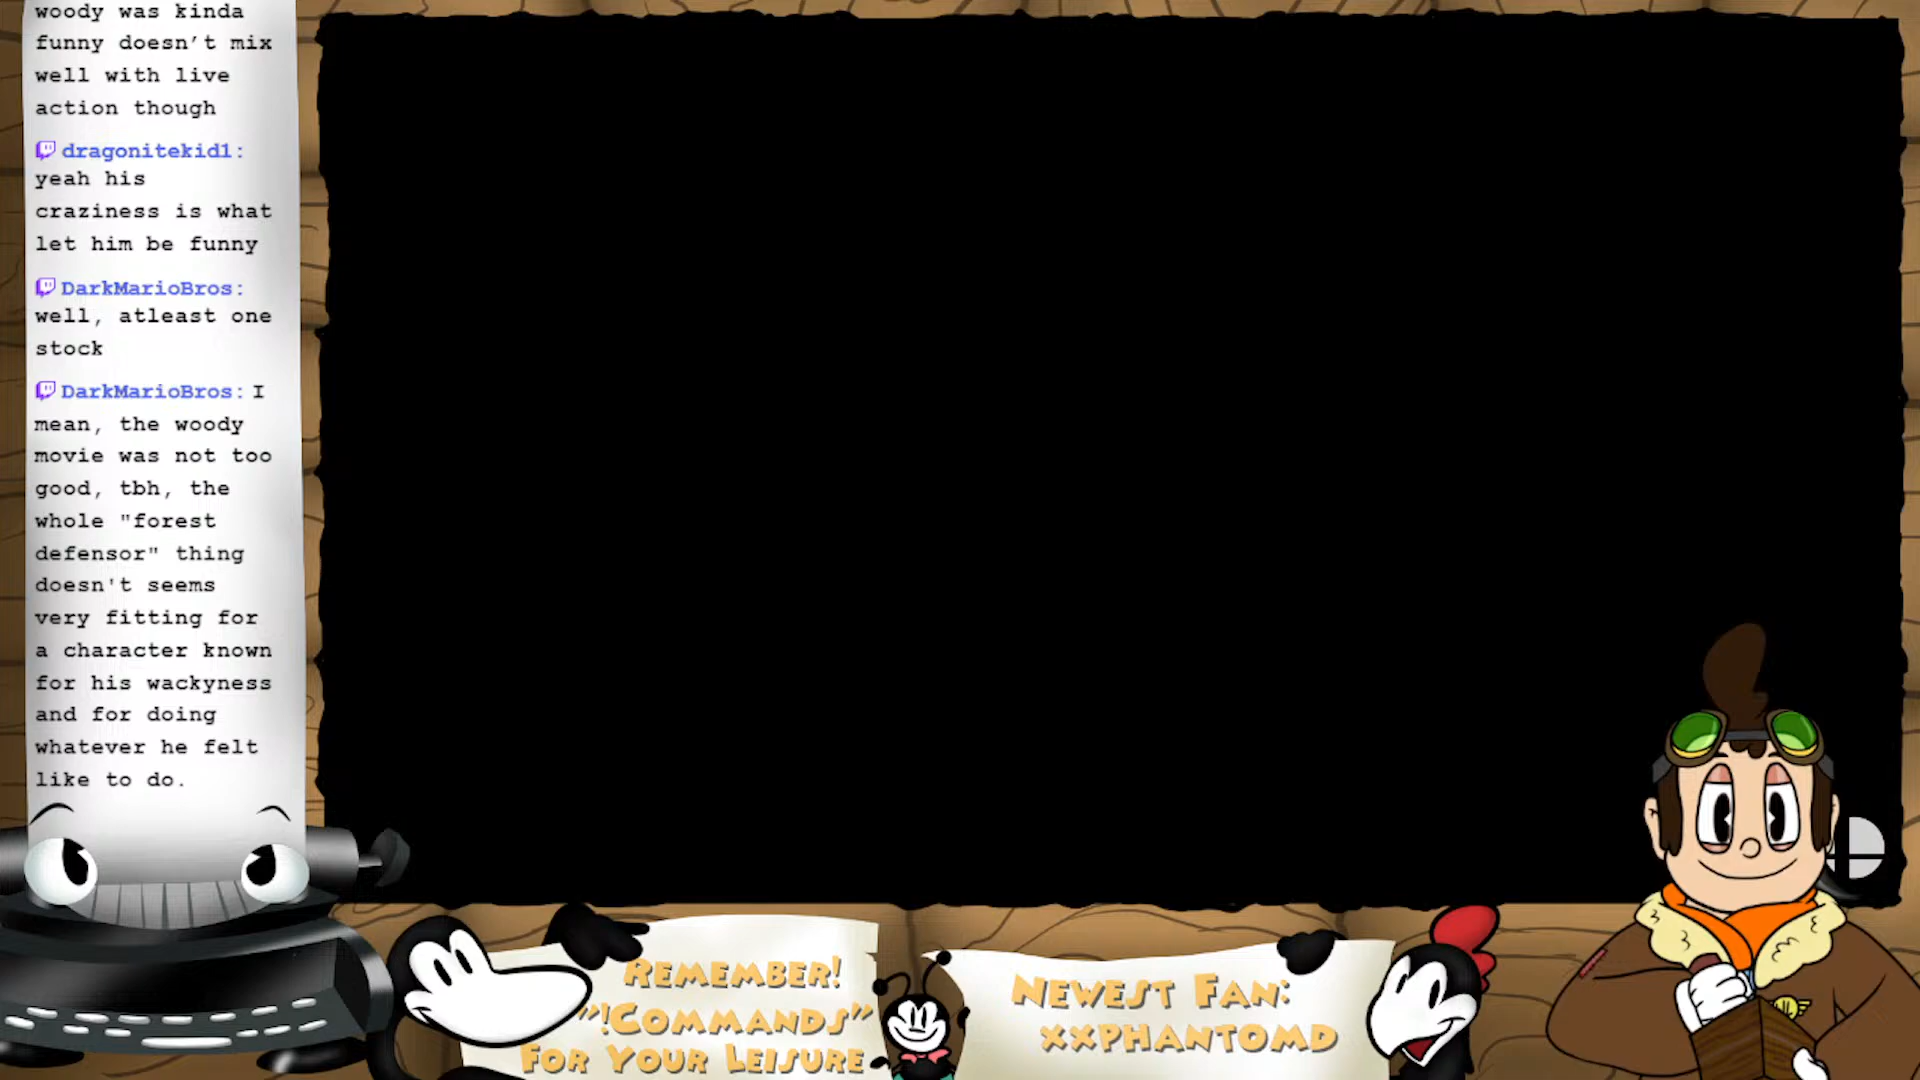 woody was kinda
funny doesn't mix
well with live
action though
dragonitekid1:
yeah his
craziness is what
let him be funny
DarkMarioBros:
well, atleast one
stock
DarkMarioBros: I
mean, the woody
movie was not too
good, tbh, the
whole "forest
defensor" thing
doesn't seems
very fitting for
a character known
for his wackyness
and for doing
whatever he felt
like to do.
REMEMBER!
"!COMMANDS"
FOR YOUR LEISURE
NEWEST FAN:
XXPHANTOMD